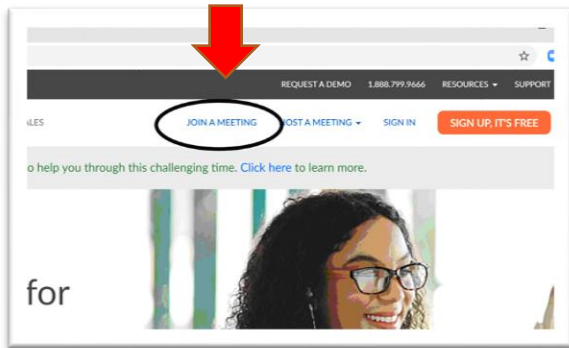 REQUEST A DEMO 1.888.799.9666 RESOURCES SUPPORT
JOIN A MEETING HOST A MEETING SIGN IN SIGN UP, IT'S FREE
o help you through this challenging time. Click here to learn more.
for